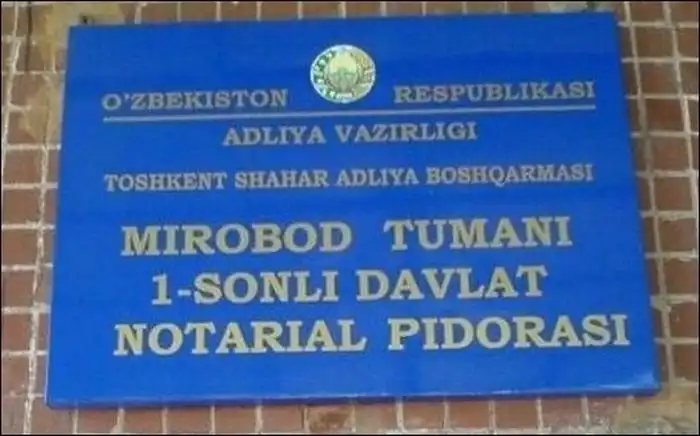 O'ZBEKISTON RESPUBLIKASI
ADLIYA VAZIRLIGI
TOSHKENT SHAHAR ADLIYA BOSHQARMASI
MIROBOD TUMANI
1-SONLI DAVLAT
NOTARIAL PIDORASI